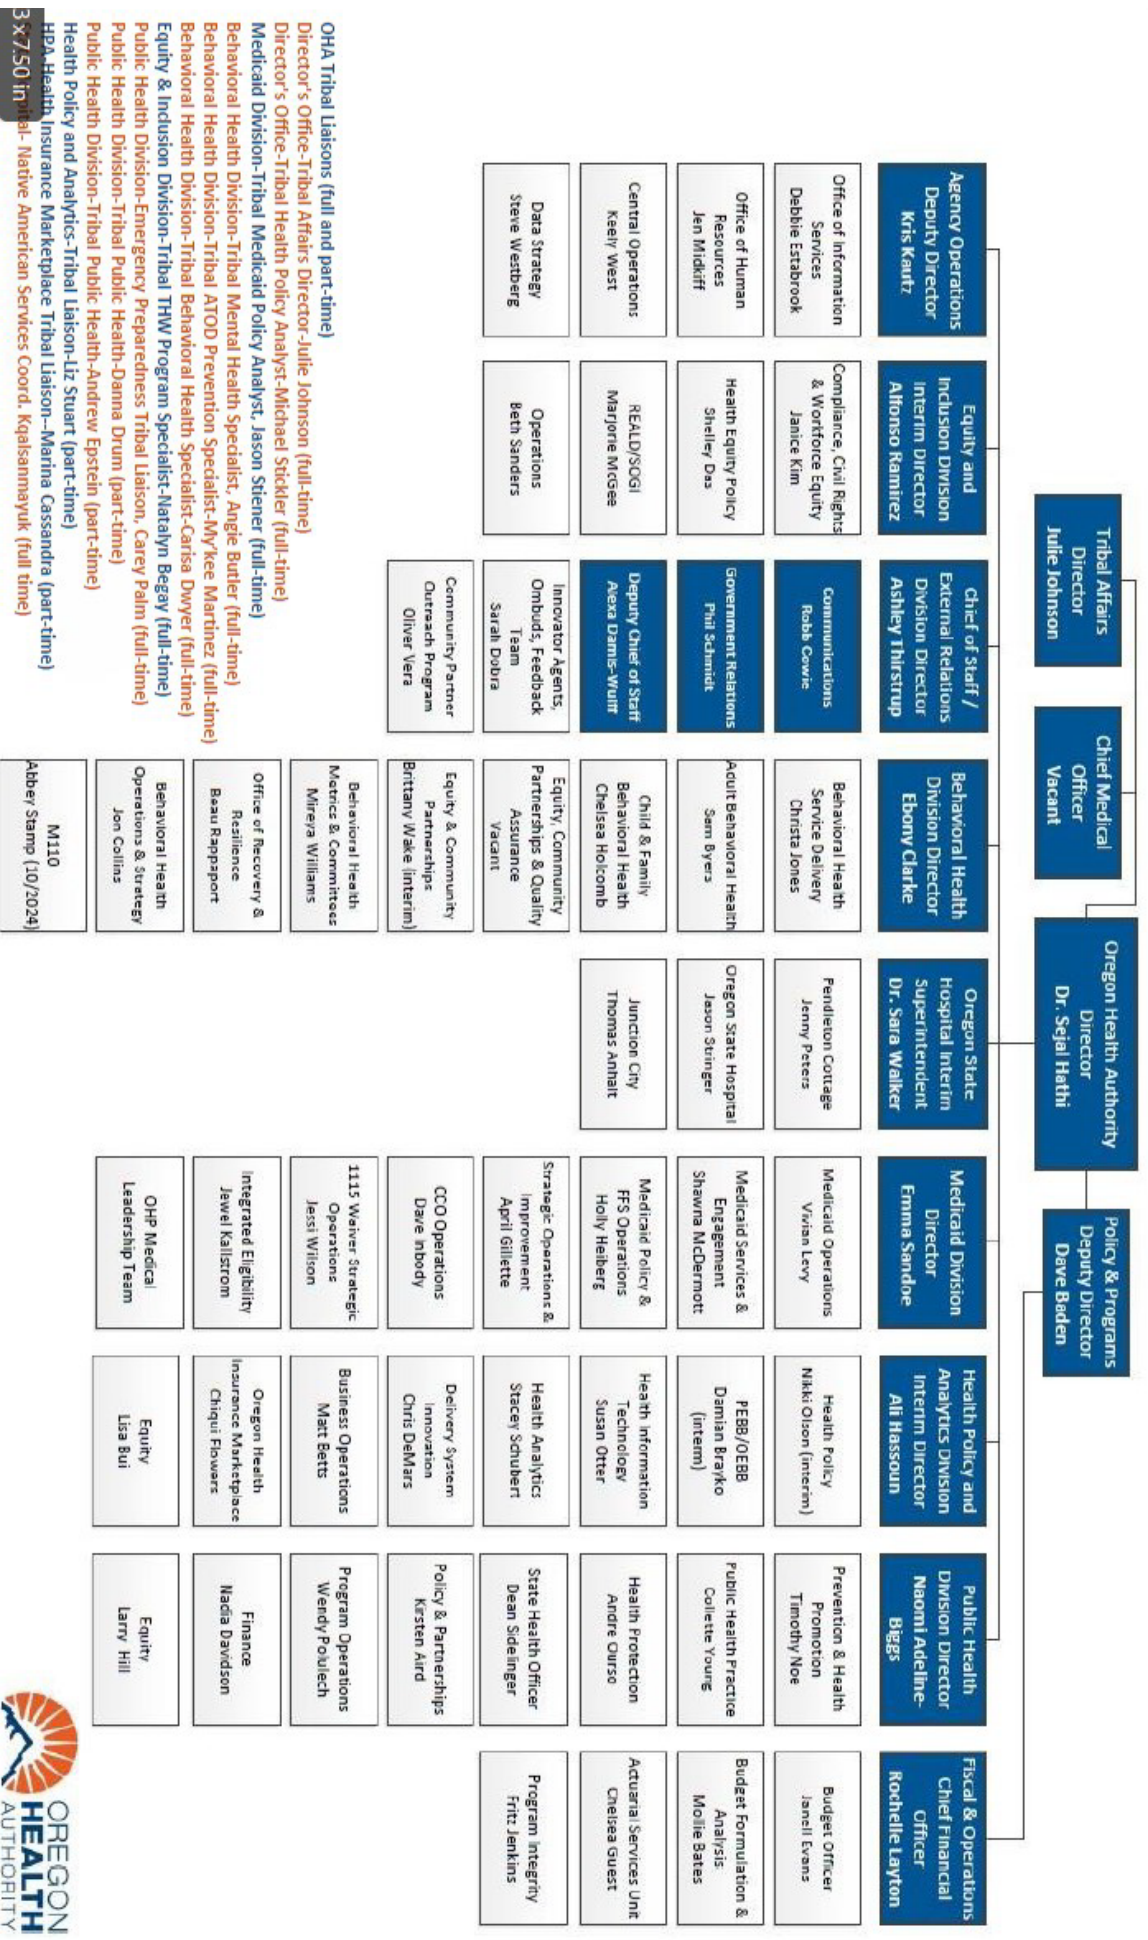 Tribal Affairs
Director
Julie Johnson
Chief Medical
Officer
Vacant
Oregon Health Authority
Director
Dr. Sejal Hathi
Policy & Programs
Deputy Director
Dave Baden
Agency Operations
Deputy Director
Kris Kautz
Office of Information
Services
Debbie Estabrook
Office of Human
Resources
Jen Midkiff
Central Operations
Keely West
Data Strategy
Steve Westberg
Equity and
Inclusion Division
Interim Director
Alfonso Ramirez
Compliance, Civil Rights
& Workforce Equity
Janice Kim
Health Equity Policy
Shelley Das
REALD/SOGI
Marjorie McGee
Operations
Beth Sanders
Chief of Staff /
External Relations
Division Director
Ashley Thirstrup
Communications
Robb Cowie
Government Relations
Phil Schmidt
Deputy Chief of Staff
Alexa Damis-Wulff
Innovator Agents,
Ombuds, Feedback
Team
Sarah Dobra
Community Partner
Outreach Program
Oliver Vera
Behavioral Health
Division Director
Ebony Clarke
Behavioral Health
Service Delivery
Christa Jones
Adult Behavioral Health
Sam Byers
Child & Family
Behavioral Health
Chelsea Holcomb
Equity, Community
Partnerships & Quality
Assurance
Vacant
Equity & Community
Partnerships
Brittany Wake (interim)
Behavioral Health
Metrics & Committees
Mireya Williams
Office of Recovery &
Resilience
Beau Rappaport
Behavioral Health
Operations & Strategy
Jon Collins
M110
Abbey Stamp (10/2024)
Oregon State
Hospital Interim
Superintendent
Dr. Sara Walker
Pendleton Cottage
Jenny Peters
Oregon State Hospital
Jason Stringer
Junction City
Thomas Anhalt
Medicaid Division
Director
Emma Sandoe
Medicaid Operations
Vivian Levy
Medicaid Services &
Engagement
Shawna McDermott
Medicaid Policy &
FFS Operations
Holly Heiberg
Strategic Operations &
Improvement
April Gillette
CCO Operations
Dave Inbody
1115 Waiver Strategic
Operations
Jessi Wilson
Integrated Eligibility
Jewel Kallstrom
OHP Medical
Leadership Team
Health Policy and
Analytics Division
Interim Director
Ali Hassoun
Health Policy
Nikki Olson (interim)
PEBB/OEBB
Damian Brayko
(interm)
Health Information
Technology
Susan Otter
Health Analytics
Stacey Schubert
Delivery System
Innovation
Chris DeMars
Business Operations
Matt Betts
Oregon Health
Insurance Marketplace
Chiqui Flowers
Equity
Lisa Bui
Public Health
Division Director
Naomi Adeline-
Biggs
Prevention & Health
Promotion
Timothy Noe
Public Health Practice
Collette Young
Health Protection
Andre Ourso
State Health Officer
Dean Sidelinger
Policy & Partnerships
Kirsten Aird
Program Operations
Wendy Polulech
Finance
Nadia Davidson
Equity
Larry Hill
Fiscal & Operations
Chief Financial
Officer
Rochelle Layton
Budget Officer
Janell Evans
Budget Formulation &
Analysis
Mollie Bates
Actuarial Services Unit
Chelsea Guest
Program Integrity
Fritz Jenkins
OHA Tribal Liaisons (full and part-time)
Director's Office-Tribal Affairs Director-Julie Johnson (full-time)
Director's Office-Tribal Health Policy Analyst-Michael Stickler (full-time)
Medicaid Division-Tribal Medicaid Policy Analyst, Jason Stiener (full-time)
Behavioral Health Division-Tribal Mental Health Specialist, Angie Butler (full-time)
Behavioral Health Division-Tribal ATOD Prevention Specialist-My'kee Martinez (full-time)
Behavioral Health Division-Tribal Behavioral Health Specialist-Carisa Dwyer (full-time)
Equity & Inclusion Division-Tribal THW Program Specialist-Natalyn Begay (full-time)
Public Health Division-Emergency Preparedness Tribal Liaison, Carey Palm (full-time)
Public Health Division-Tribal Public Health-Danna Drum (part-time)
Public Health Division-Tribal Public Health-Andrew Epstein (part-time)
Health Policy and Analytics-Tribal Liaison-Liz Stuart (part-time)
HPA-Health Insurance Marketplace Tribal Liaison--Marina Cassandra (part-time)
Native American Services Coord. Kqalsanmayuk (full time)
3 x7.50 in
OREGON
HEALTH
AUTHORITY